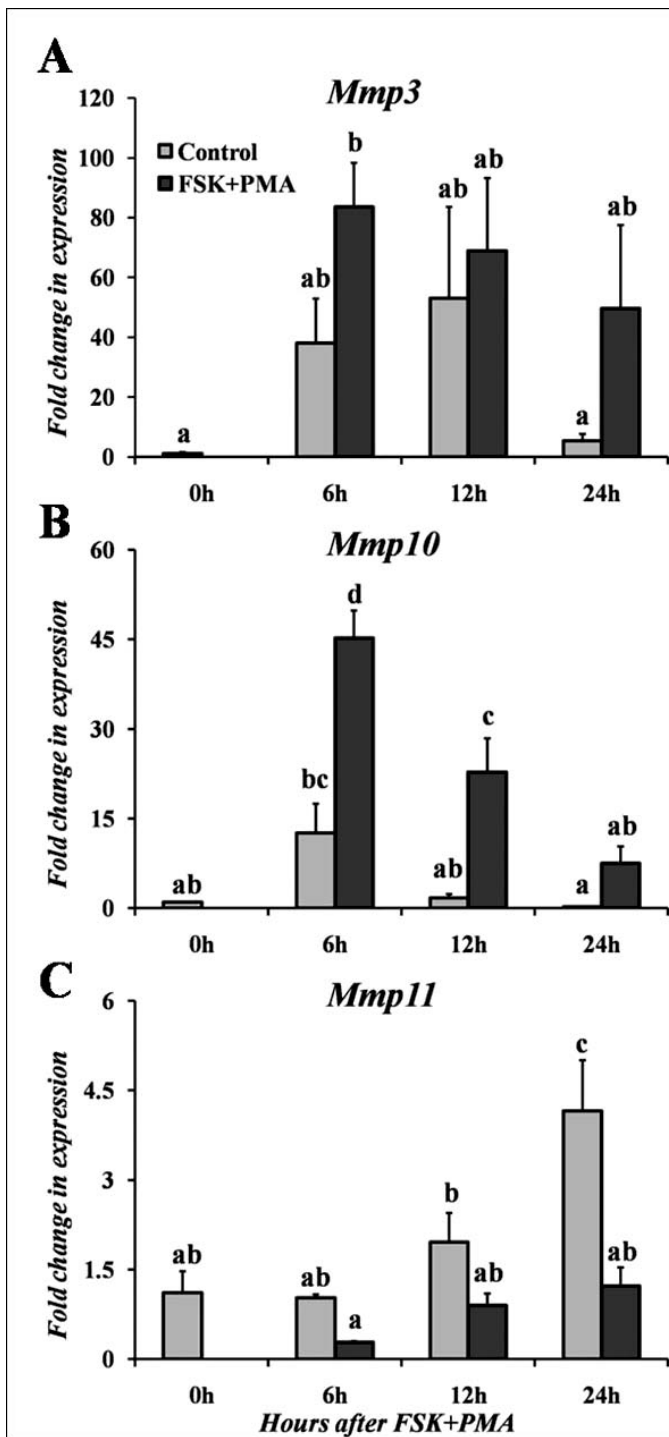 A
Mmp3
120
100
80
60
40
20
0
Fold change in expression
Control
FSK+PMA
a
ab
b
ab
ab
a
ab
0h 6h 12h 24h
B
Mmp10
60
45
30
15
0
Fold change in expression
ab
bc
d
ab
c
a
ab
0h 6h 12h 24h
C
Mmp11
6
4.5
3
1.5
0
Fold change in expression
ab
ab
a
b
ab
c
ab
0h 6h 12h 24h
Hours after FSK+PMA